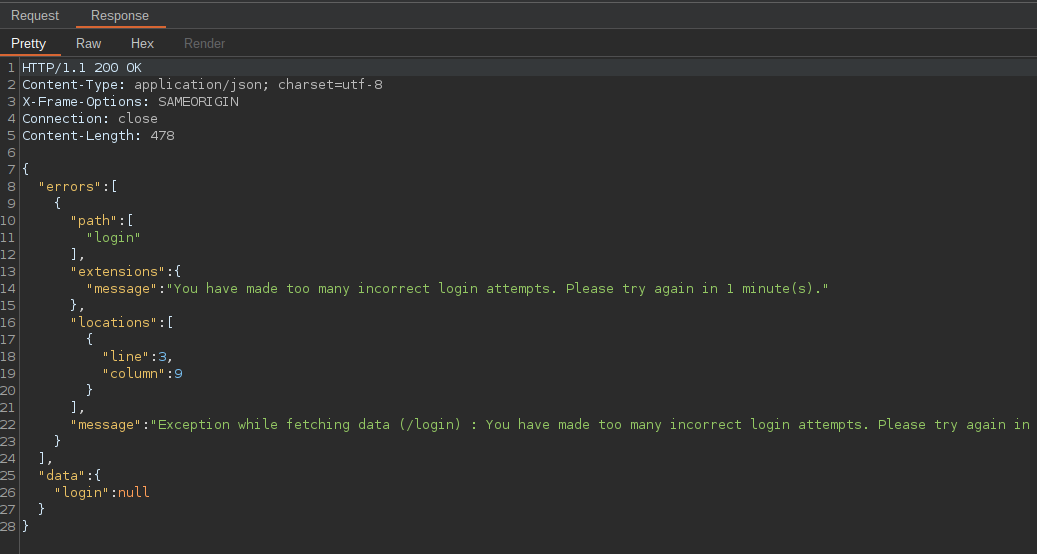 Request Response
Pretty Raw Hex Render
1 HTTP/1.1 200 OK
2 Content-Type: application/json; charset=utf-8
3 X-Frame-Options: SAMEORIGIN
4 Connection: close
5 Content-Length: 478
6
7 {
8 "errors":[
9 {
10 "path":[
11 "login"
12 ],
13 "extensions":{
14 "message":"You have made too many incorrect login attempts. Please try again in 1 minute(s)."
15 },
16 "locations":[
17 {
18 "line":3,
19 "column":9
20 }
21 ],
22 "message":"Exception while fetching data (/login) : You have made too many incorrect login attempts. Please try again in
23 }
24 ],
25 "data":{
26 "login":null
27 }
28 }